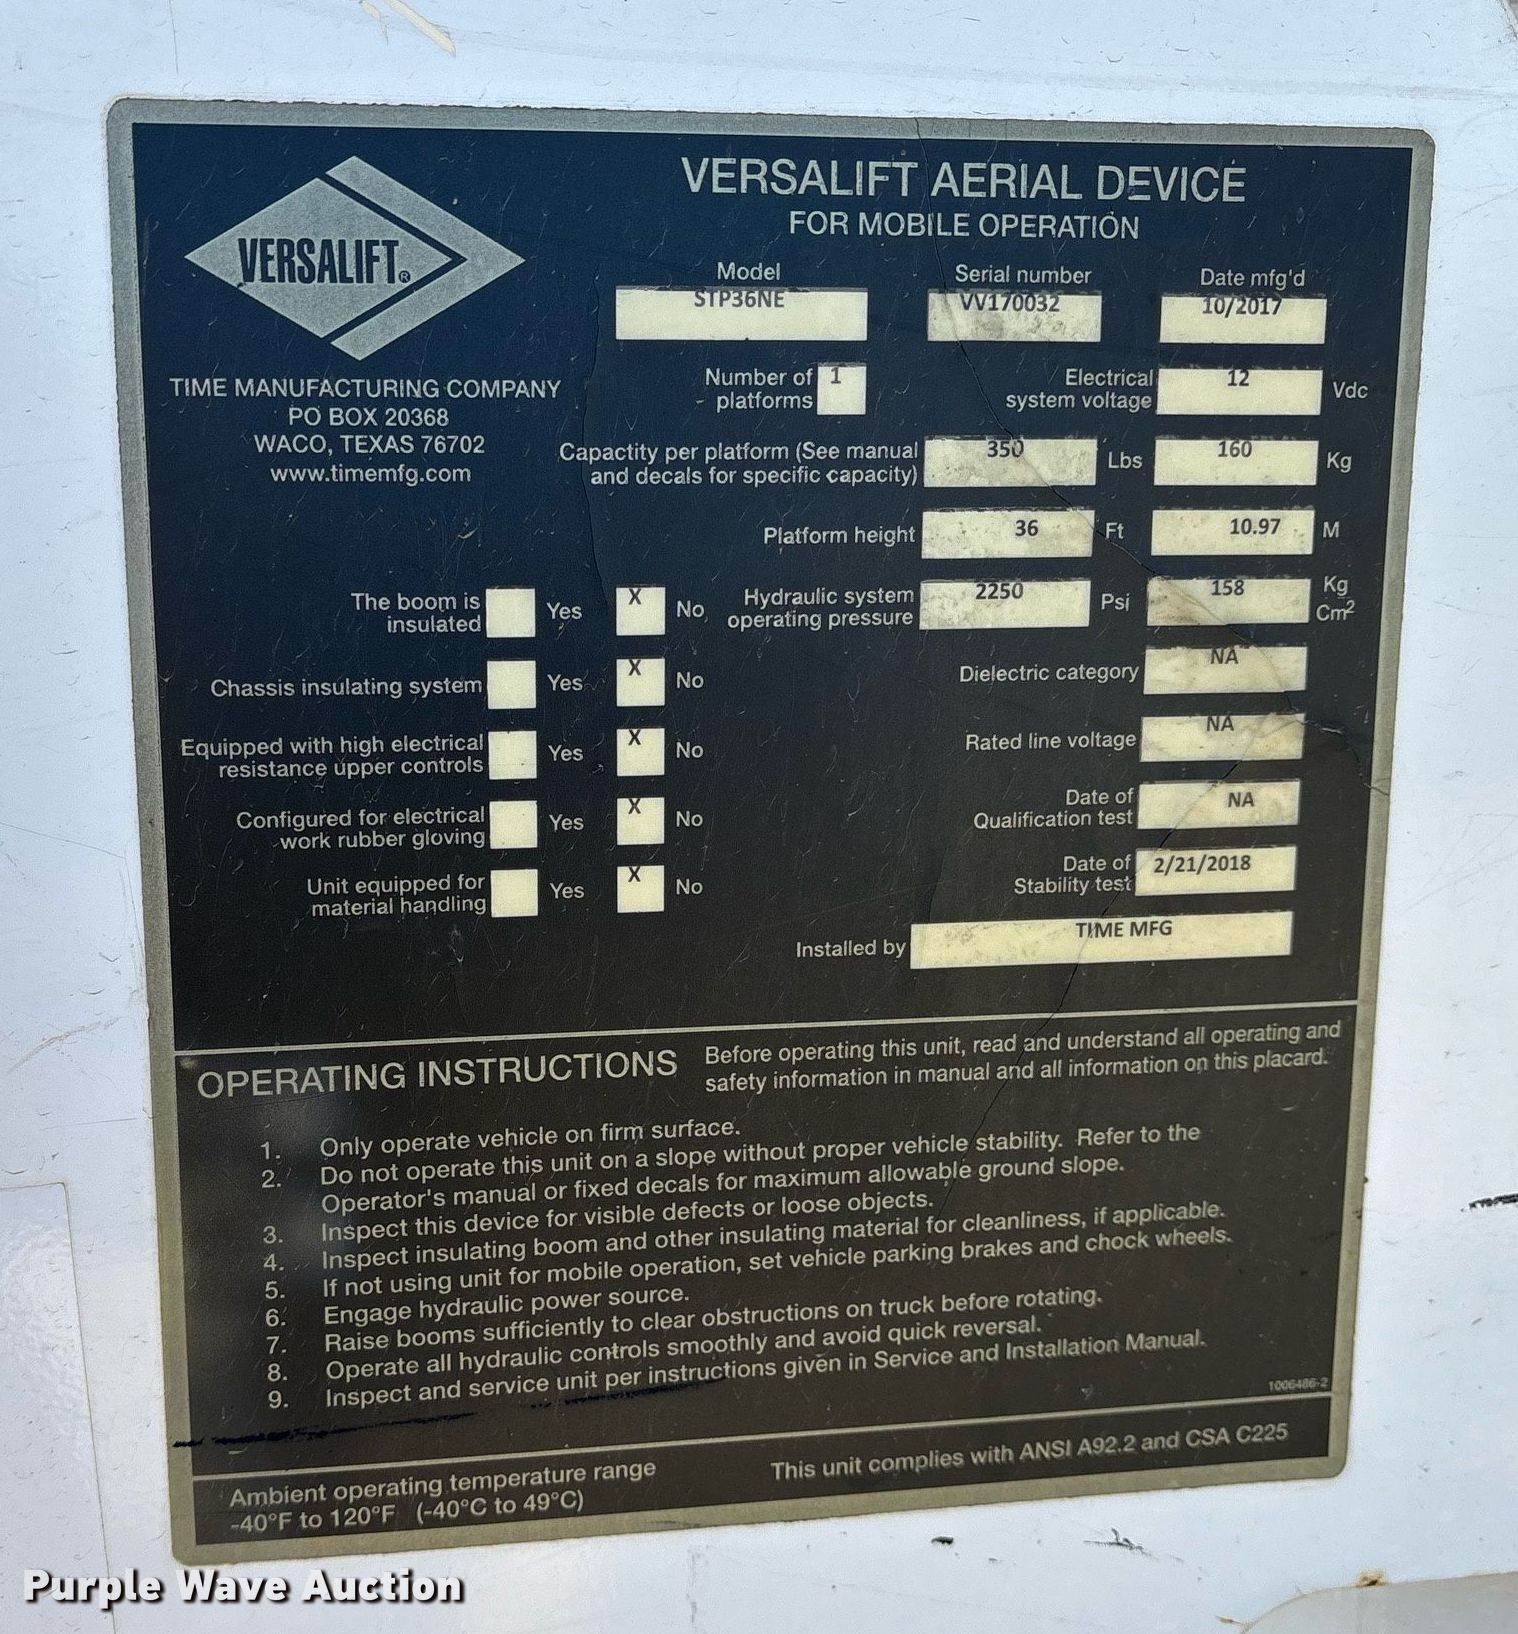 VERSALIFT®
TIME MANUFACTURING COMPANY
PO BOX 20368
WACO, TEXAS 76702
www.timemfg.com
VERSALIFT AERIAL DEVICE
FOR MOBILE OPERATION
Model Serial number Date mfg'd
STP36NE VV170032 10/2017
Number of platforms 1
Electrical system voltage 12 Vdc
Capactity per platform (See manual
and decals for specific capacity) 350 Lbs 160 Kg
Platform height 36 Ft 10.97 M
Hydraulic system
operating pressure 2250 Psi 158 Kg Cm²
Dielectric category NA
Rated line voltage NA
Date of
Qualification test NA
Date of
Stability test 2/21/2018
Installed by TIME MFG
The boom is
insulated Yes X No
Chassis insulating system Yes X No
Equipped with high electrical
resistance upper controls Yes X No
Configured for electrical
work rubber gloving Yes X No
Unit equipped for
material handling Yes X No
OPERATING INSTRUCTIONS
Before operating this unit, read and understand all operating and
safety information in manual and all information on this placard.
1. Only operate vehicle on firm surface.
2. Do not operate this unit on a slope without proper vehicle stability. Refer to the
Operator's manual or fixed decals for maximum allowable ground slope.
3. Inspect this device for visible defects or loose objects.
4. Inspect insulating boom and other insulating material for cleanliness, if applicable.
5. If not using unit for mobile operation, set vehicle parking brakes and chock wheels.
6. Engage hydraulic power source.
7. Raise booms sufficiently to clear obstructions on truck before rotating.
8. Operate all hydraulic controls smoothly and avoid quick reversal.
9. Inspect and service unit per instructions given in Service and Installation Manual.
1006486-2
Ambient operating temperature range
-40°F to 120°F (-40°C to 49°C)
This unit complies with ANSI A92.2 and CSA C225
Purple Wave Auction